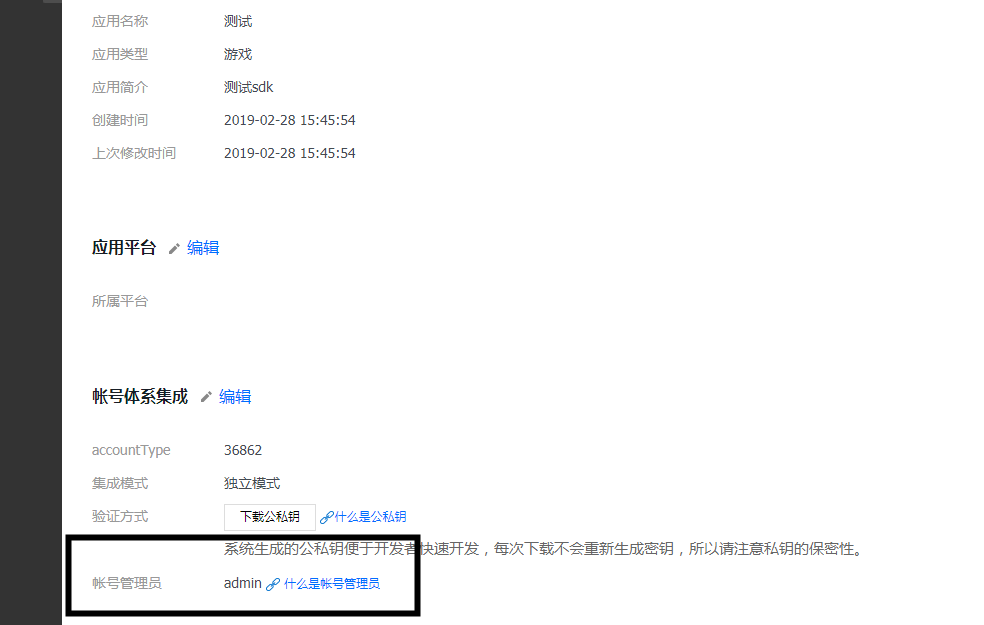 应用名称 测试
应用类型 游戏
应用简介 测试sdk
创建时间 2019-02-28 15:45:54
上次修改时间 2019-02-28 15:45:54
应用平台 编辑
所属平台
帐号体系集成 编辑
accountType 36862
集成模式 独立模式
验证方式 下载公私钥 什么是公私钥
系统生成的公私钥便于开发者快速开发，每次下载不会重新生成密钥，所以请注意私钥的保密性。
帐号管理员 admin 什么是帐号管理员